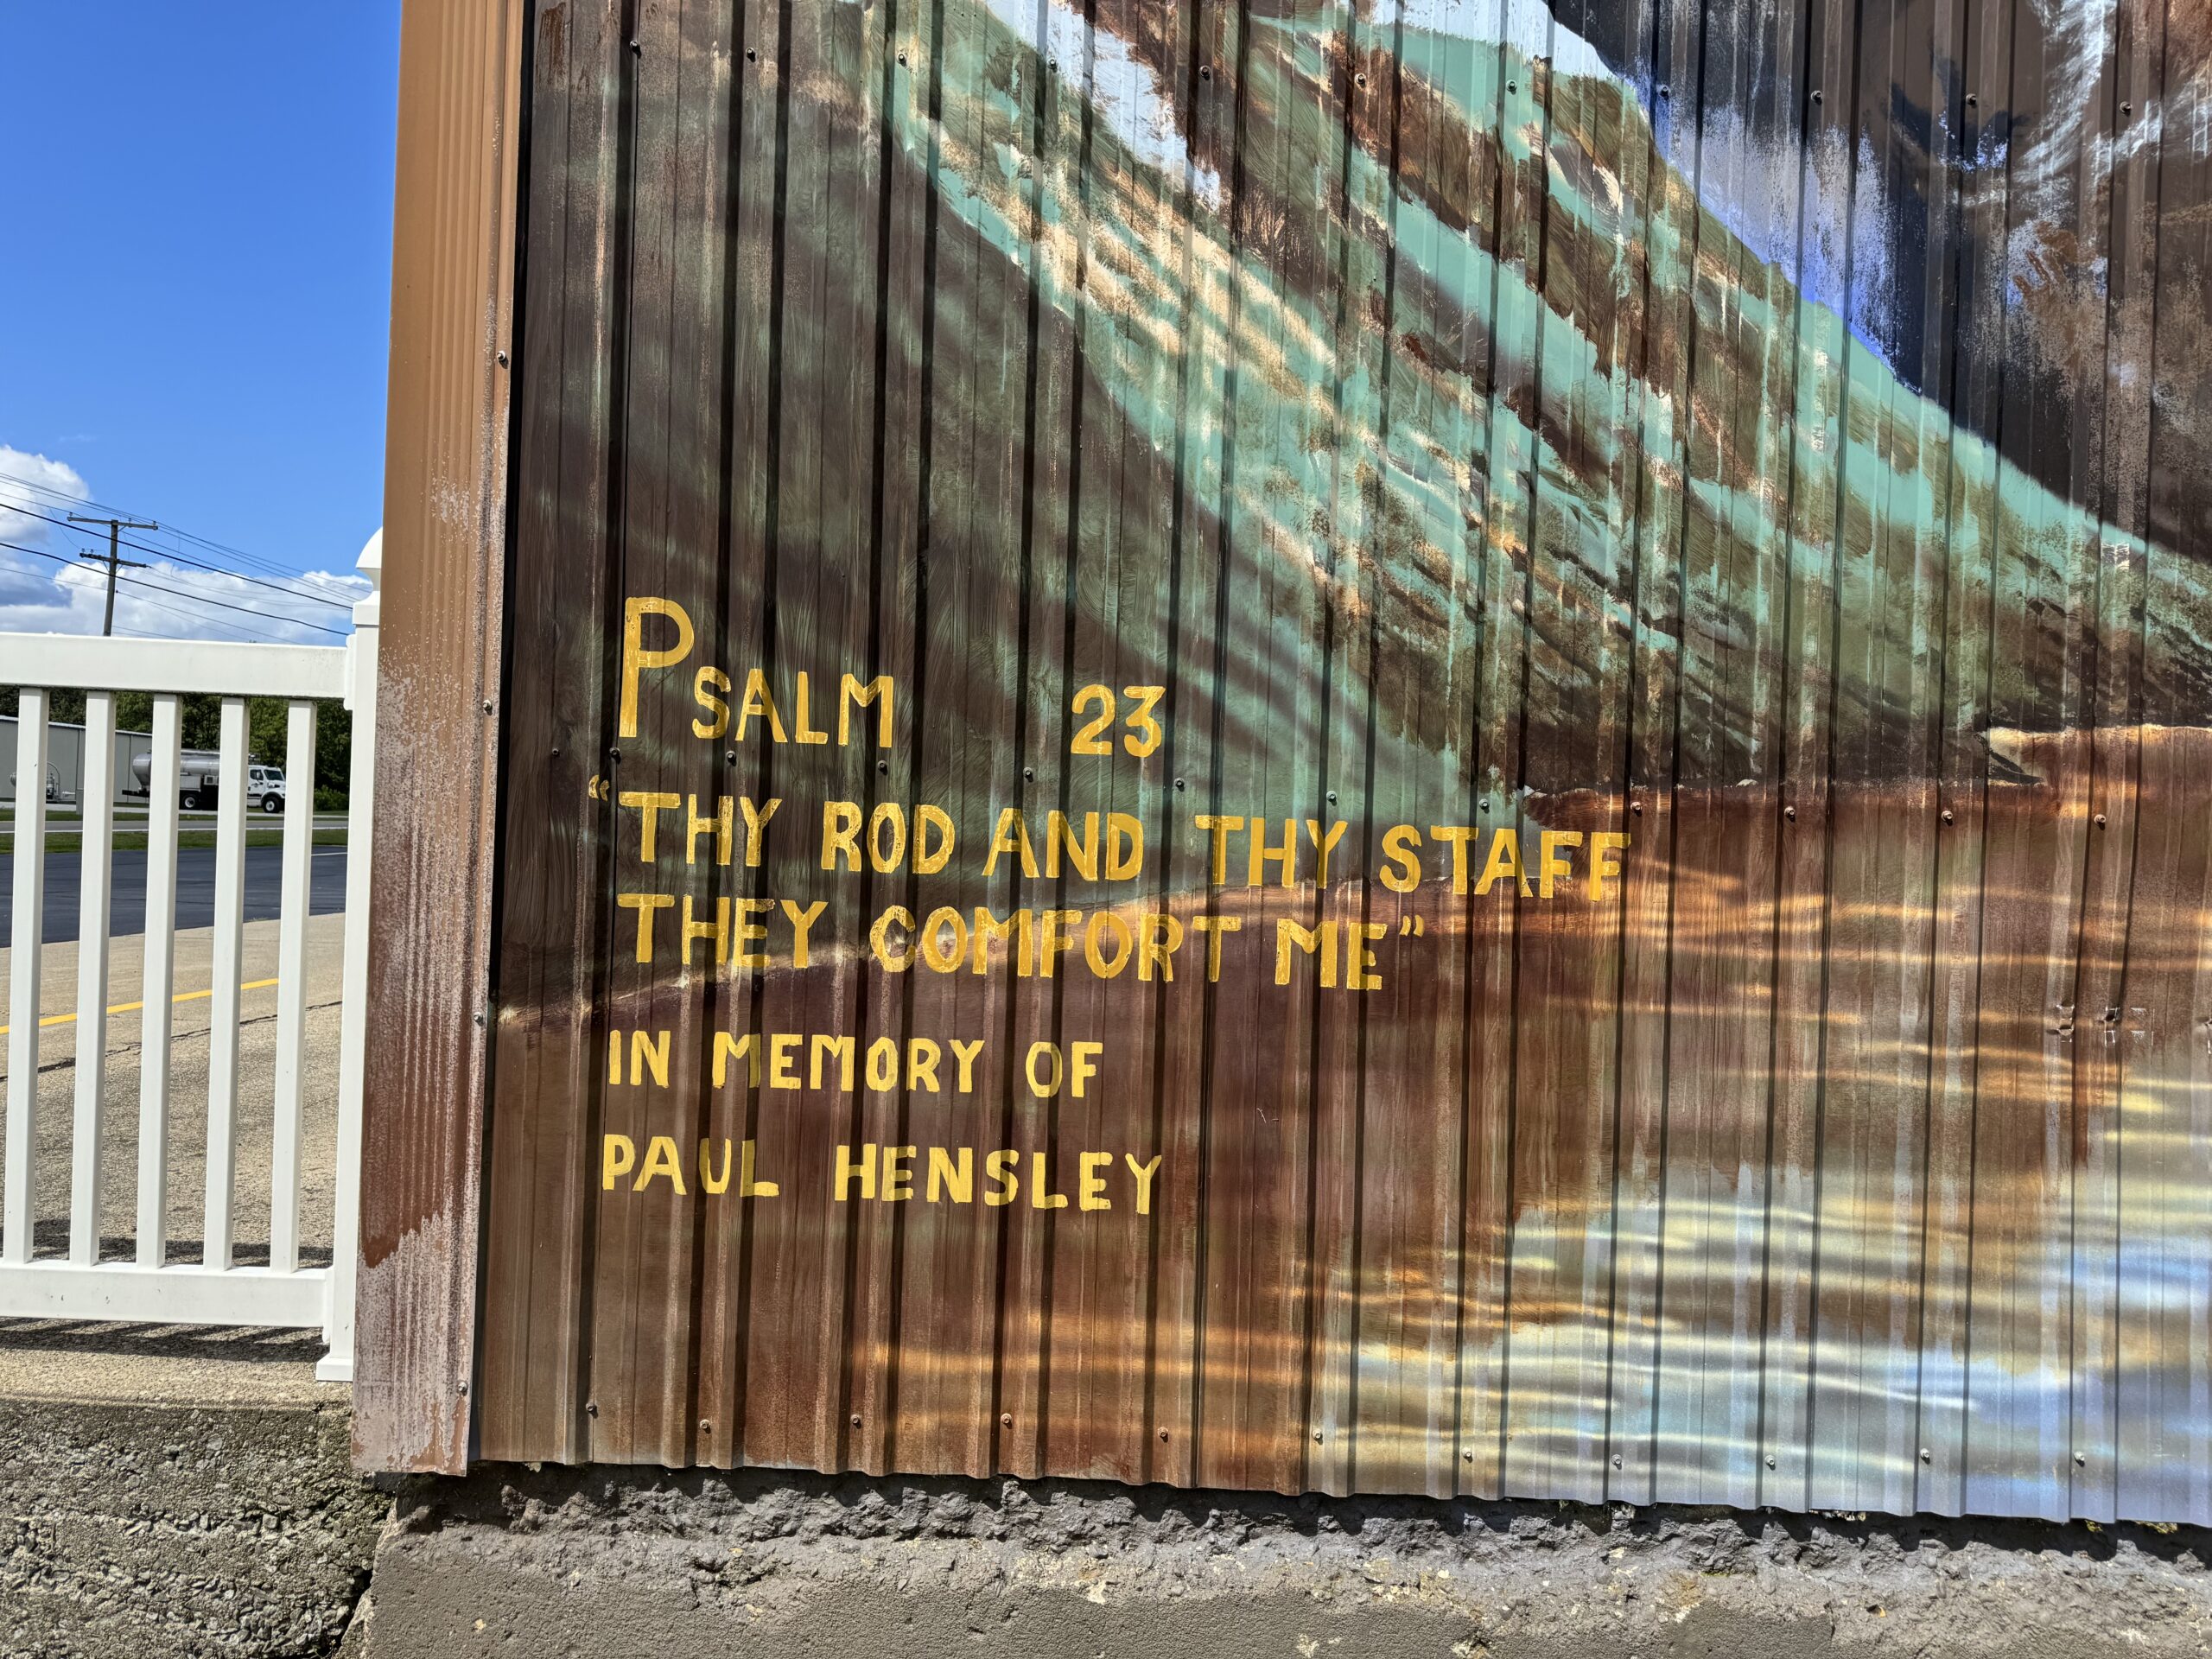 PSALM 23
"THY ROD AND THY STAFF
THEY COMFORT ME"
IN MEMORY OF
PAUL HENSLEY